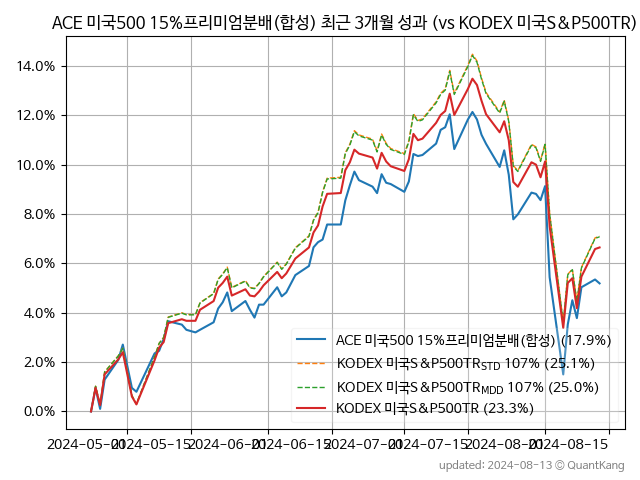 ACE 미국500 15%프리미엄분배(합성) 최근 3개월 성과 (vs KODEX 미국S&P500TR)
14.0%
12.0%
10.0%
8.0%
6.0%
4.0%
2.0%
0.0%
ACE 미국500 15%프리미엄분배(합성) (17.9%)
KODEX 미국S&P500TRSTD 107% (25.1%)
KODEX 미국S&P500TRMDD 107% (25.0%)
KODEX 미국S&P500TR (23.3%)
2024-05-01 2024-05-15 2024-06-01 2024-06-15 2024-07-01 2024-07-15 2024-08-01 2024-08-15
updated: 2024-08-13 © QuantKang